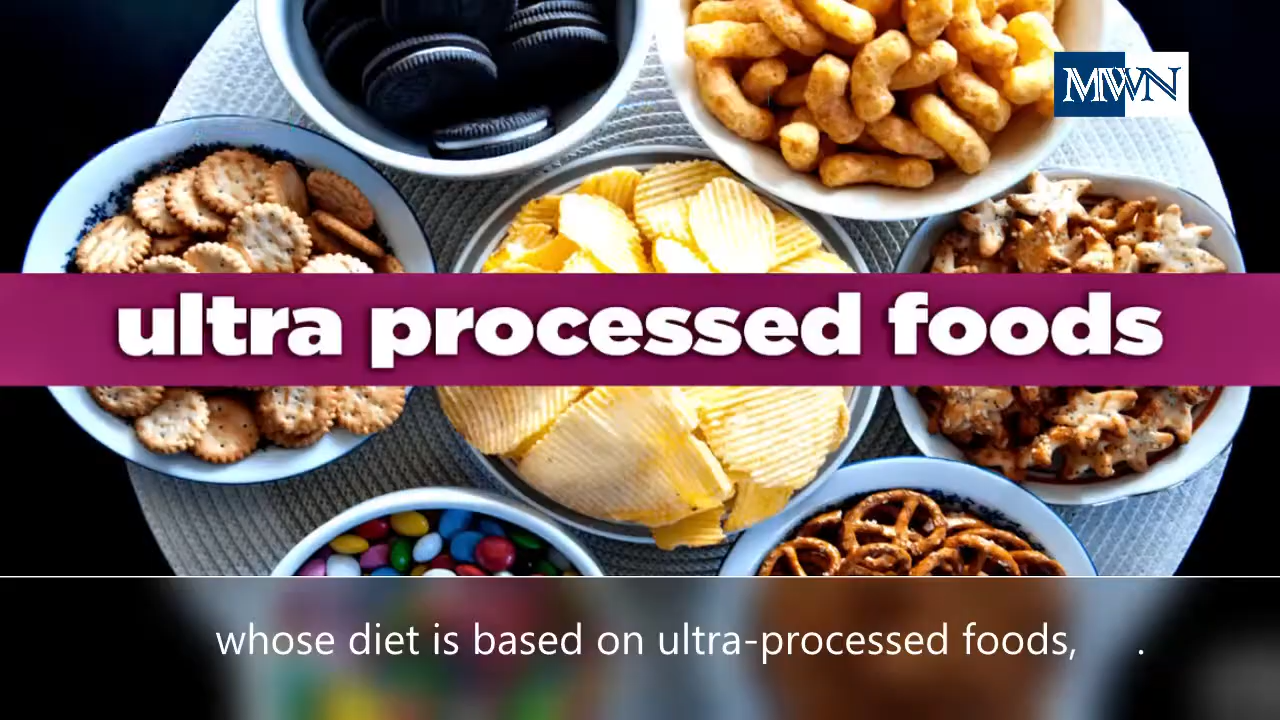 MWN
ultra processed foods
whose diet is based on ultra-processed foods, .